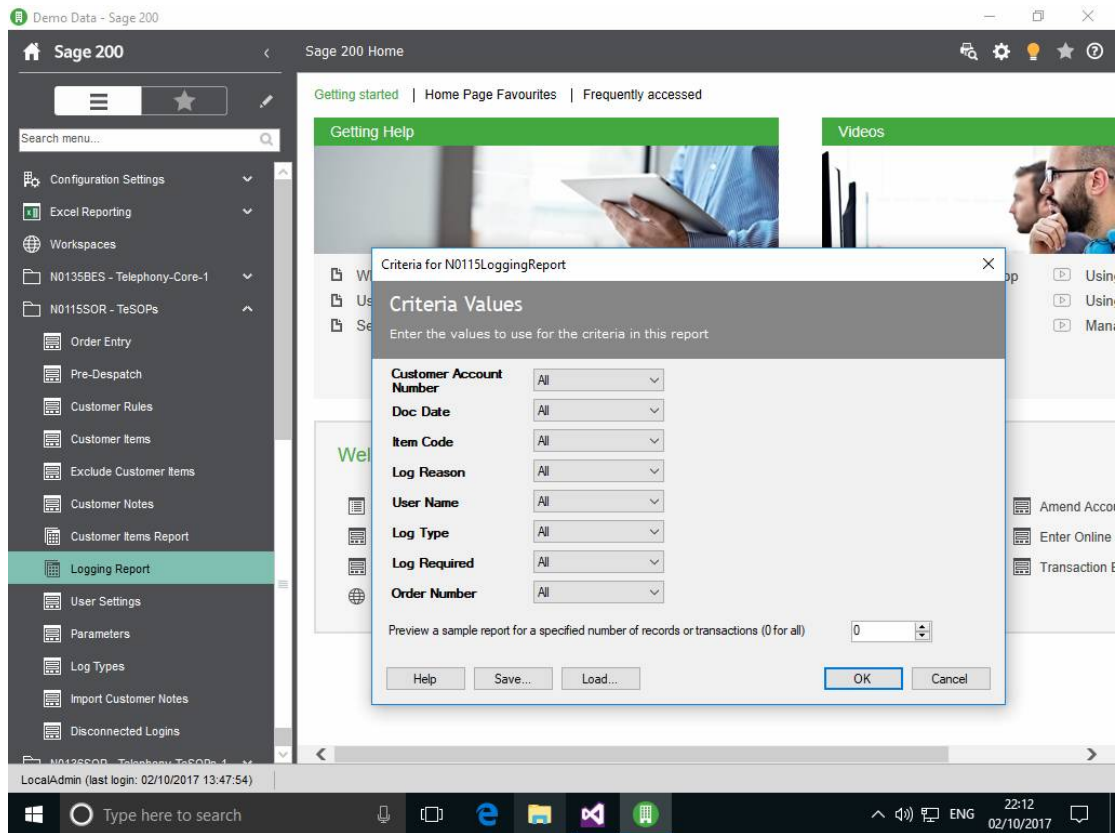 Demo Data - Sage 200
Sage 200
Sage 200 Home
Getting started | Home Page Favourites | Frequently accessed
Search menu...
Getting Help
Videos
Configuration Settings
Excel Reporting
Workspaces
N0135BES - Telephony-Core-1
N0115SOR - TeSOPs
Order Entry
Pre-Despatch
Customer Rules
Customer Items
Exclude Customer Items
Customer Notes
Customer Items Report
Logging Report
User Settings
Parameters
Log Types
Import Customer Notes
Disconnected Logins
Criteria for N0115LoggingReport
Criteria Values
Enter the values to use for the criteria in this report
Customer Account
Number
All
Doc Date All
Item Code All
Log Reason All
User Name All
Log Type All
Log Required All
Order Number All
Preview a sample report for a specified number of records or transactions (0 for all) 0
Help Save... Load... OK Cancel
Amend Accou
Enter Online
Transaction E
LocalAdmin (last login: 02/10/2017 13:47:54)
Type here to search
ENG
22:12
02/10/2017